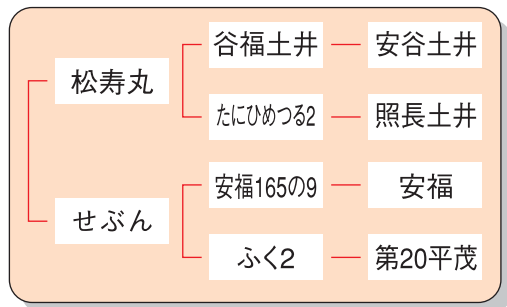 谷福土井
安谷土井
松寿丸
たにひめつる2
照長土井
安福165の9
安福
せぶん
ふく2
第20平茂